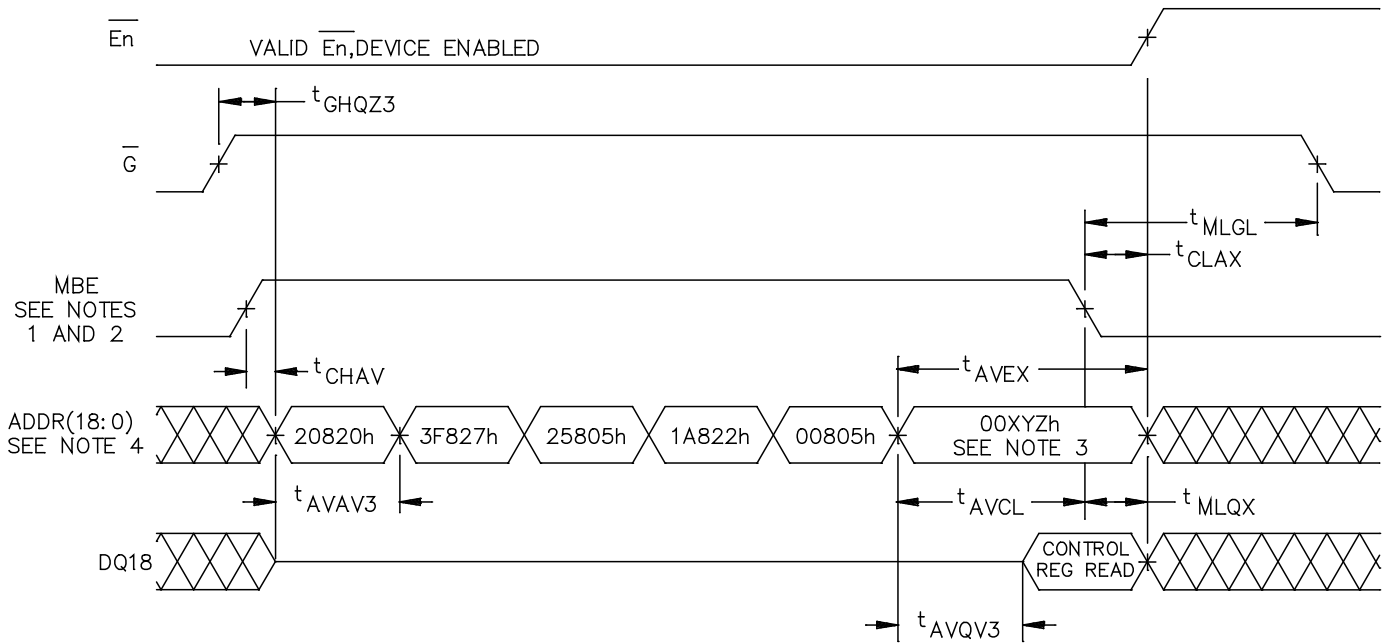 En
VALID En,DEVICE ENABLED
tGHQZ3
G
tMLGL
tCLAX
MBE
SEE NOTES
1 AND 2
tCHAV
tAVEX
ADDR(18:0)
SEE NOTE 4
20820h
3F827h
25805h
1A822h
00805h
00XYZh
SEE NOTE 3
tAVAV3
tAVCL
tMLQX
DQ18
CONTROL
REG READ
tAVQV3